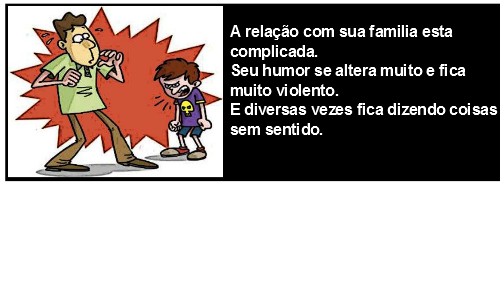 A relação com sua familia esta
complicada.
Seu humor se altera muito e fica
muito violento.
E diversas vezes fica dizendo coisas
sem sentido.